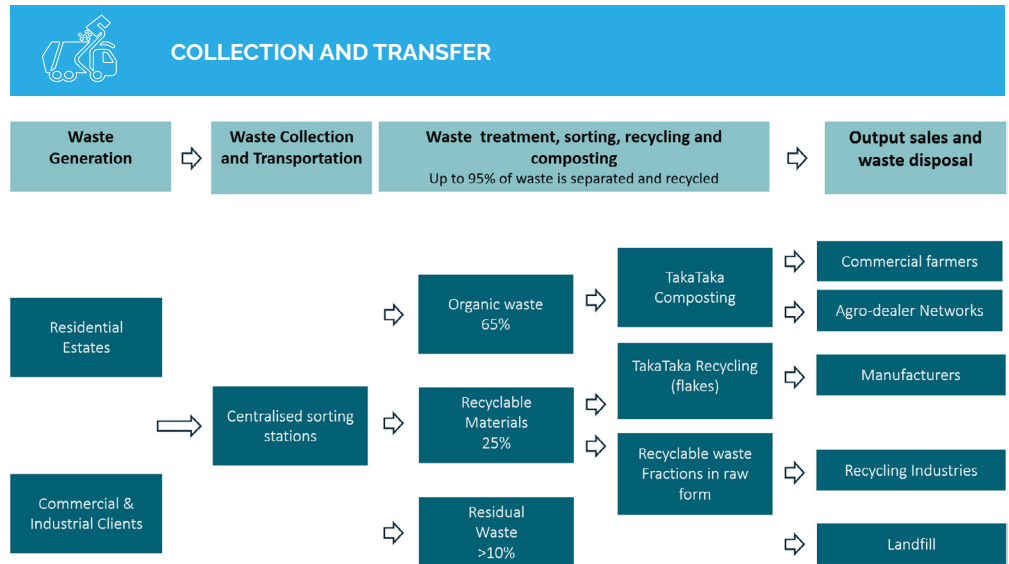 COLLECTION AND TRANSFER
Waste
Generation
Waste Collection
and Transportation
Waste treatment, sorting, recycling and
composting
Up to 95% of waste is separated and recycled
Output sales and
waste disposal
Residential
Estates
Commercial &
Industrial Clients
Centralised sorting
stations
Organic waste
65%
Recyclable
Materials
25%
Residual
Waste
>10%
TakaTaka
Composting
TakaTaka Recycling
(flakes)
Recyclable waste
Fractions in raw
form
Commercial farmers
Agro-dealer Networks
Manufacturers
Recycling Industries
Landfill